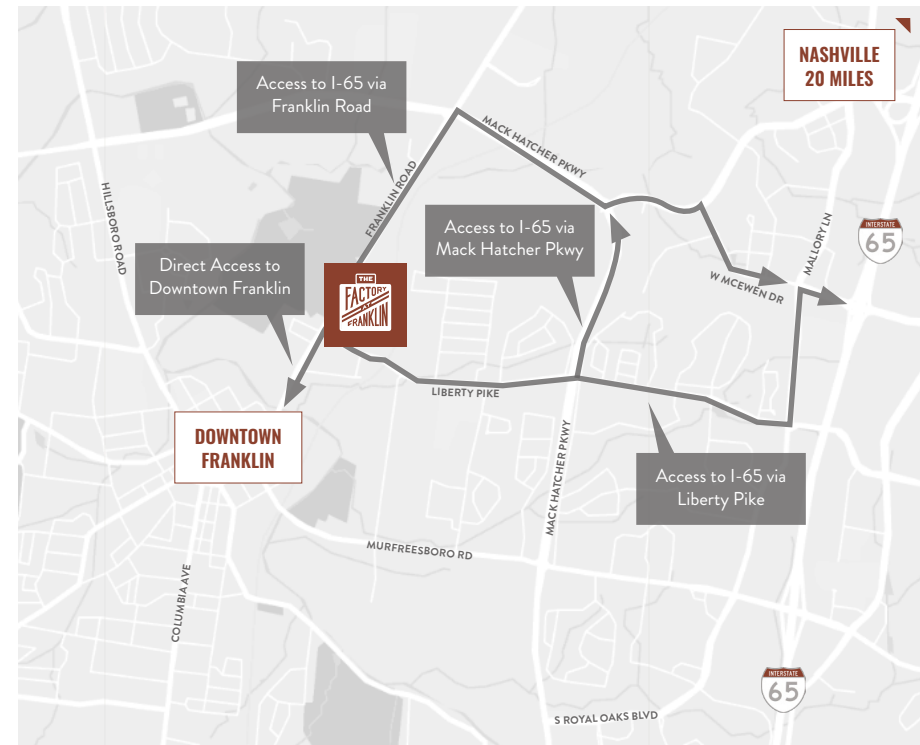 NASHVILLE
20 MILES
Access to I-65 via
Franklin Road
MACK HATCHER PKWY
FRANKLIN ROAD
HILLSBORO ROAD
Access to I-65 via
Mack Hatcher Pkwy
MALLORY LN
INTERSTATE
65
Direct Access to
Downtown Franklin
W MCEWEN DR
THE
FACTORY
AT
FRANKLIN
LIBERTY PIKE
DOWNTOWN
FRANKLIN
MACK HATCHER PKWY
Access to I-65 via
Liberty Pike
MURFREESBORO RD
COLUMBIA AVE
INTERSTATE
65
S ROYAL OAKS BLVD